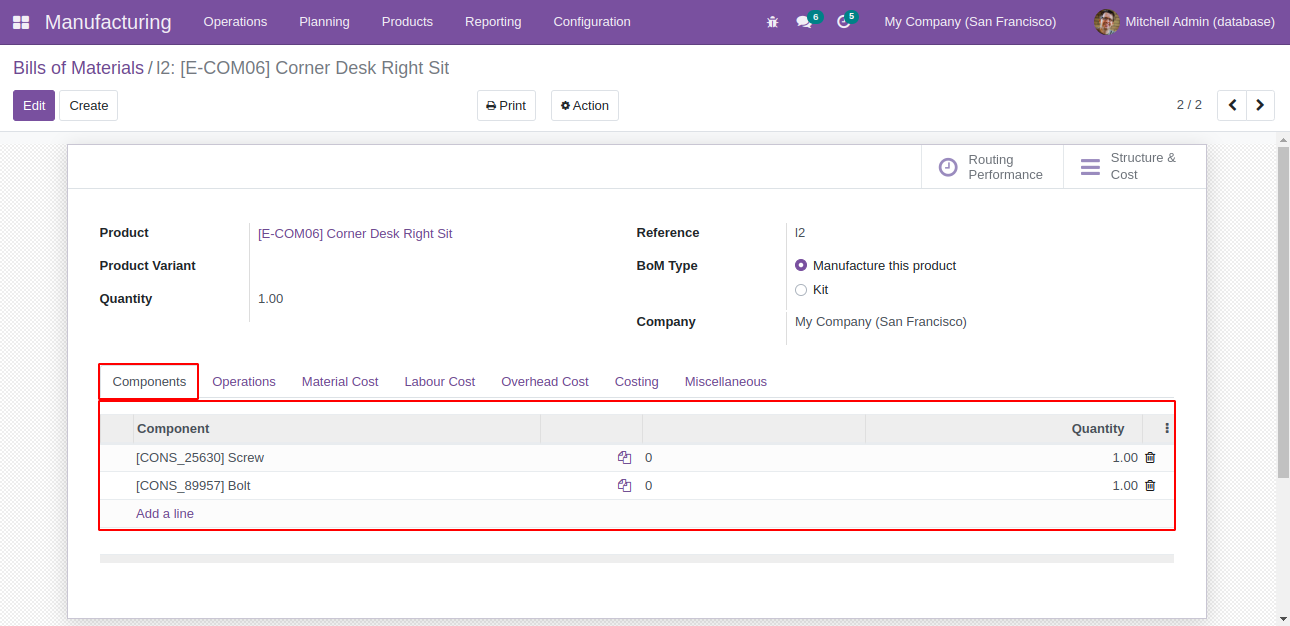 Manufacturing Operations Planning Products Reporting Configuration 6 5 My Company (San Francisco) Mitchell Admin (database)
Bills of Materials / l2: [E-COM06] Corner Desk Right Sit
Edit Create Print Action 2 / 2
Routing Performance
Structure & Cost
Product [E-COM06] Corner Desk Right Sit
Product Variant
Quantity 1.00
Reference l2
BoM Type Manufacture this product
Kit
Company My Company (San Francisco)
Components Operations Material Cost Labour Cost Overhead Cost Costing Miscellaneous
Component Quantity
[CONS_25630] Screw 0 1.00
[CONS_89957] Bolt 0 1.00
Add a line